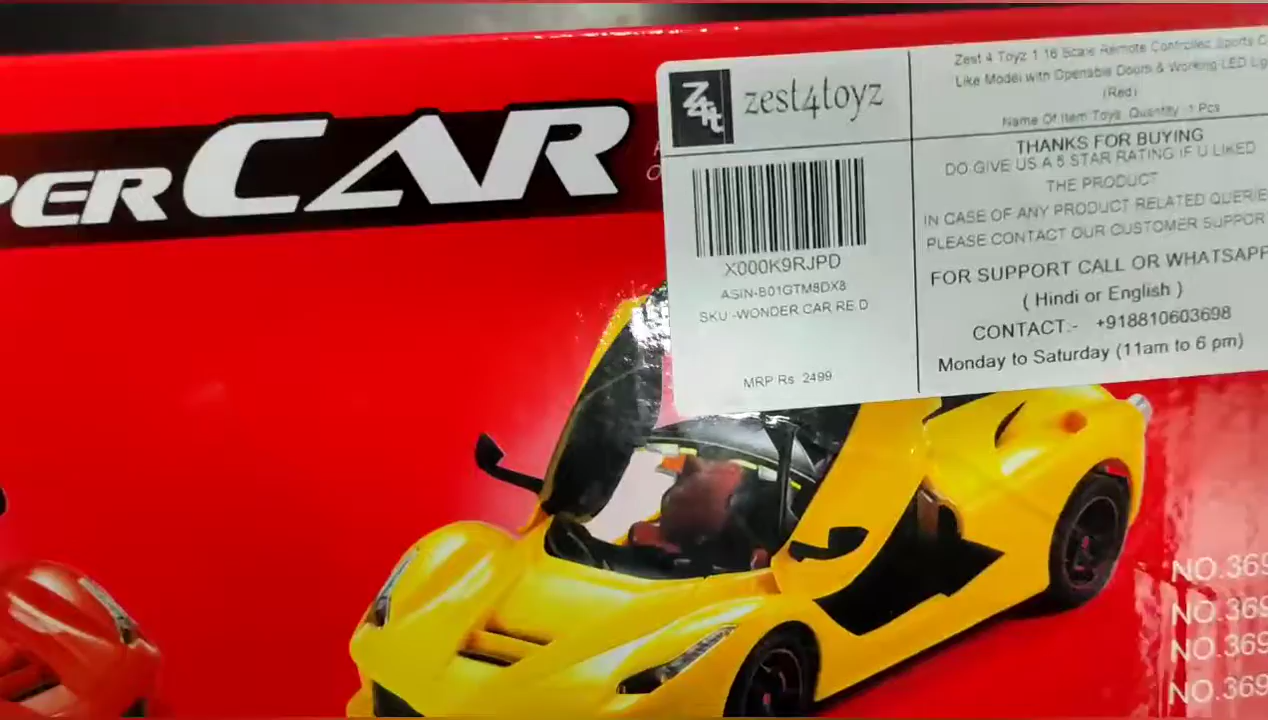 PER CAR
Z4t
zest4toyz
X000K9RJPD
ASIN-B01GTM8DX8
SKU -WONDER CAR RE D
MRP Rs 2499
Zest 4 Toyz 1 16 Scale Remote Controlled Sports
Like Model with Openable Doors & Working LED
(Red)
Name Of Item Toys, Quantity 1 Pcs
THANKS FOR BUYING
DO GIVE US A 5 STAR RATING IF U LIKED
THE PRODUCT
IN CASE OF ANY PRODUCT RELATED QUERIE
PLEASE CONTACT OUR CUSTOMER SUPPOR
FOR SUPPORT CALL OR WHATSAPP
( Hindi or English )
CONTACT:- +918810603698
Monday to Saturday (11am to 6 pm)
NO.369
NO.369
NO.369
NO.369